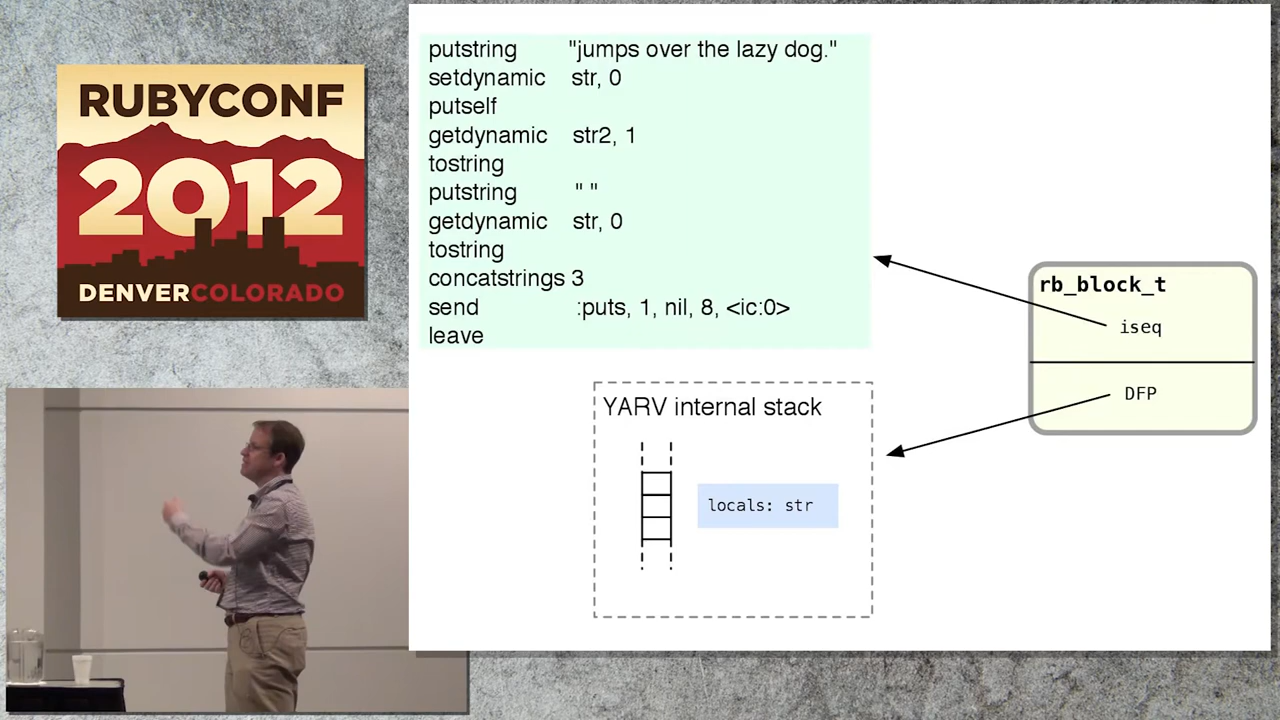 RUBYCONF
2012
DENVERCOLORADO
putstring "jumps over the lazy dog."
setdynamic str, 0
putself
getdynamic str2, 1
tostring
putstring " "
getdynamic str, 0
tostring
concatstrings 3
send :puts, 1, nil, 8, <ic:0>
leave
rb_block_t
iseq
DFP
YARV internal stack
locals: str